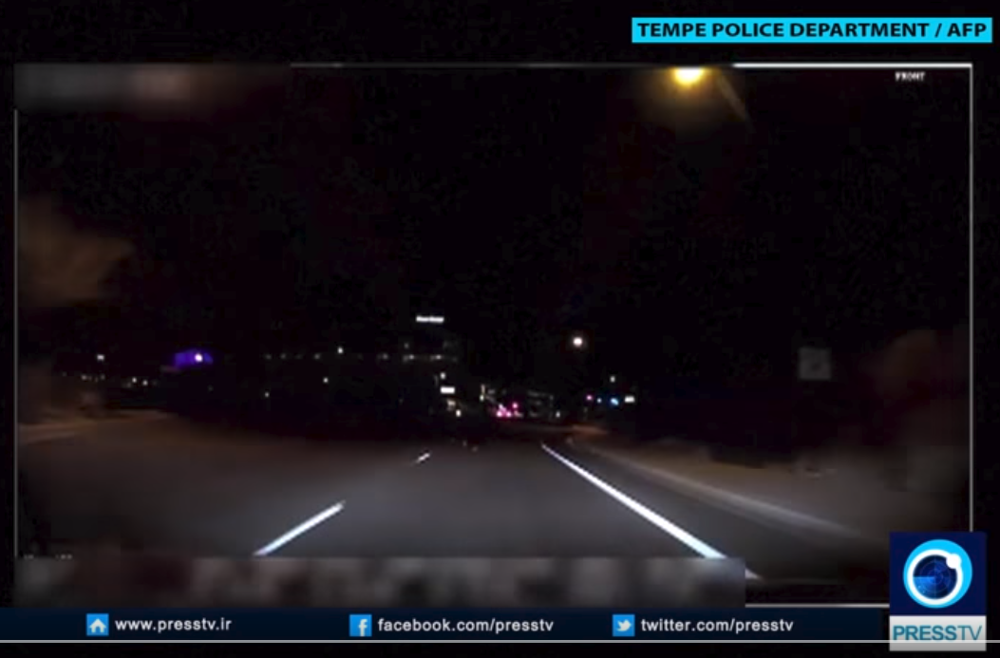 TEMPE POLICE DEPARTMENT / AFP
FRONT
www.presstv.ir
facebook.com/presstv
twitter.com/presstv
PRESSTV